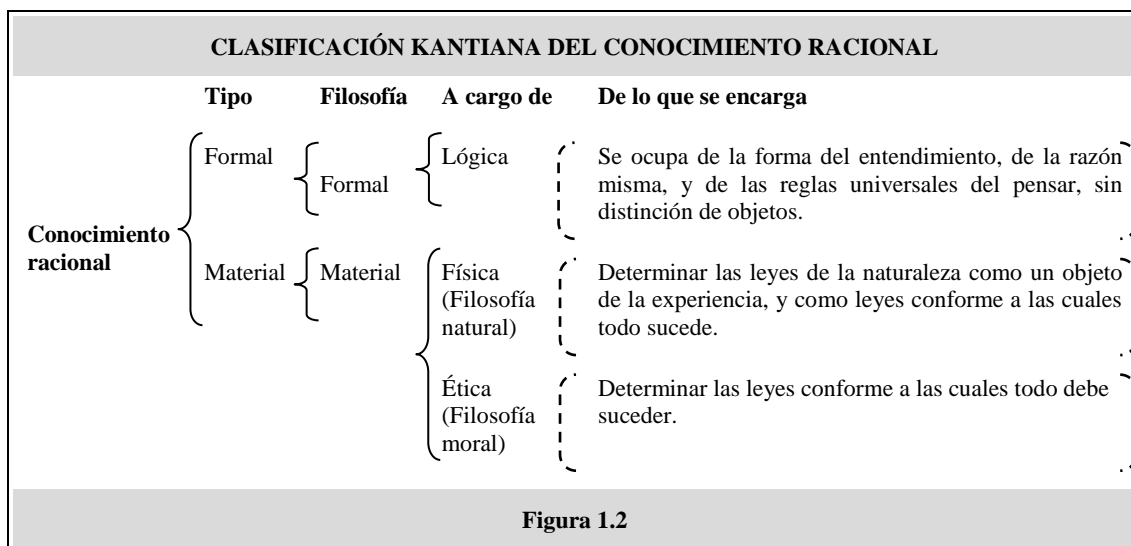 CLASIFICACIÓN KANTIANA DEL CONOCIMIENTO RACIONAL
Tipo Filosofía A cargo de De lo que se encarga
Conocimiento
racional
Formal
Formal
Lógica
Se ocupa de la forma del entendimiento, de la razón
misma, y de las reglas universales del pensar, sin
distinción de objetos.
Material
Material
Física
(Filosofía
natural)
Determinar las leyes de la naturaleza como un objeto
de la experiencia, y como leyes conforme a las cuales
todo sucede.
Ética
(Filosofía
moral)
Determinar las leyes conforme a las cuales todo debe
suceder.
Figura 1.2